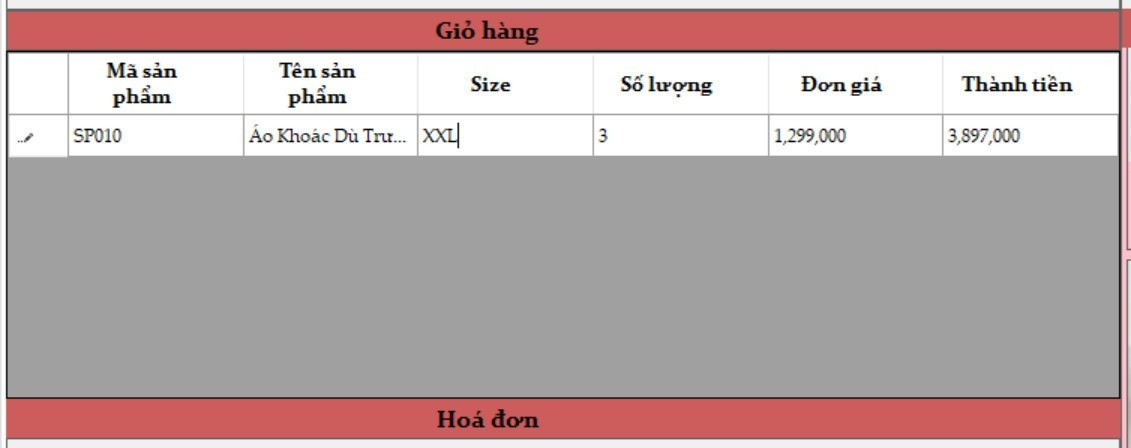 Giỏ hàng
Mã sản phẩm Tên sản phẩm Size Số lượng Đơn giá Thành tiền
SP010 Áo Khoác Dù Trư... XXL 3 1,299,000 3,897,000
Hoá đơn